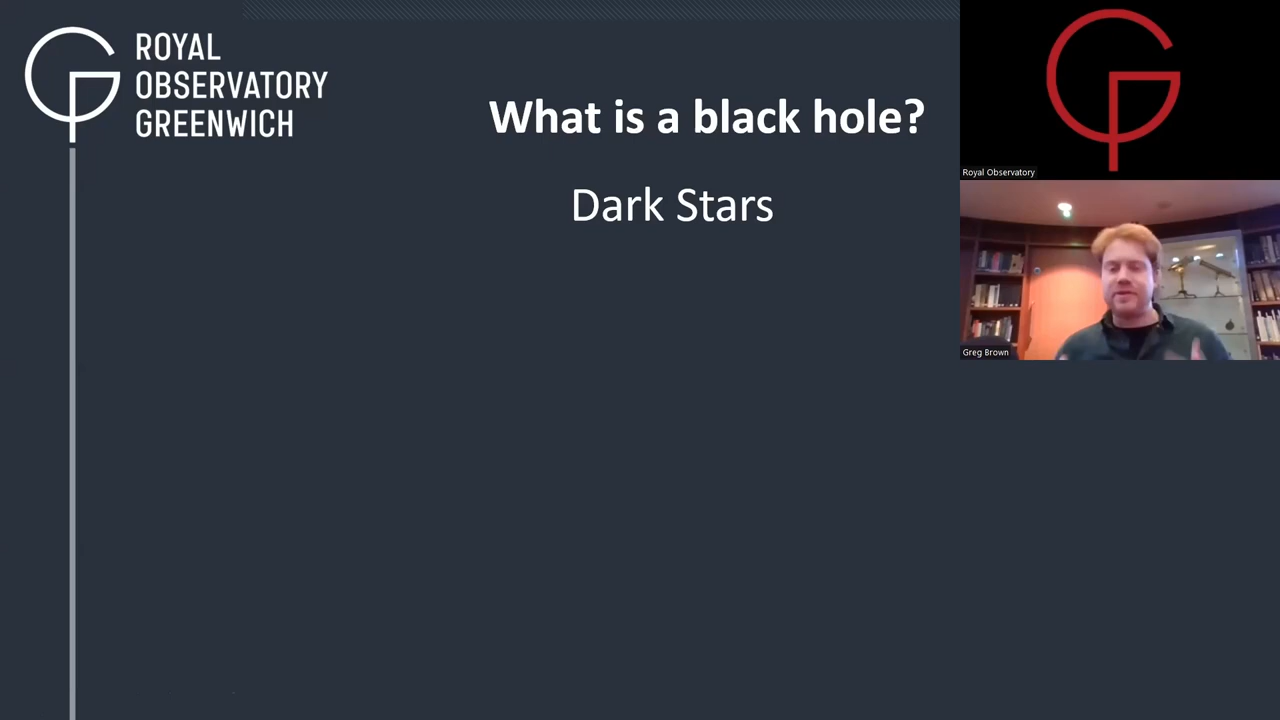 ROYAL
OBSERVATORY
GREENWICH
What is a black hole?
Dark Stars
Royal Observatory
Greg Brown